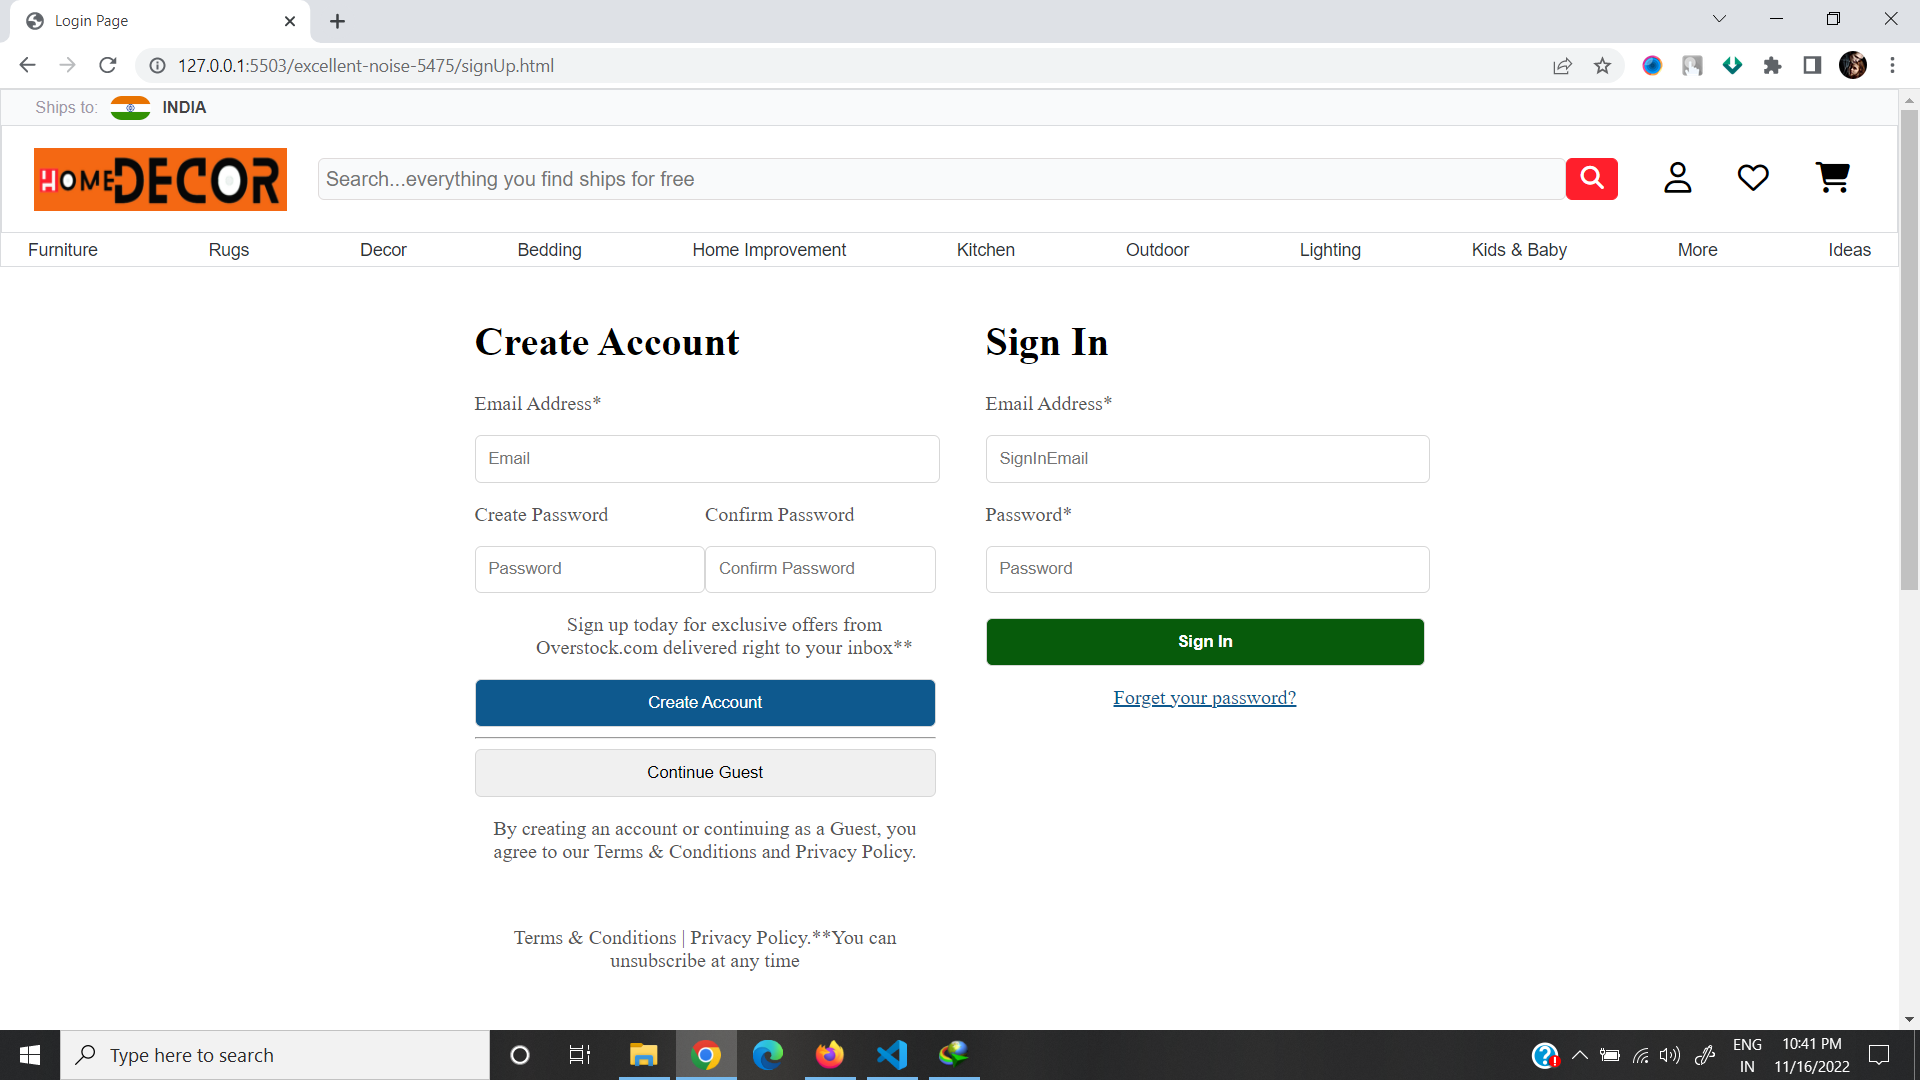 Login Page
127.0.0.1:5503/excellent-noise-5475/signUp.html
Ships to: INDIA
HOME DECOR
Search...everything you find ships for free
Furniture Rugs Decor Bedding Home Improvement Kitchen Outdoor Lighting Kids & Baby More Ideas
Create Account
Email Address*
Email
Create Password Confirm Password
Password Confirm Password
Sign up today for exclusive offers from
Overstock.com delivered right to your inbox**
Create Account
Continue Guest
By creating an account or continuing as a Guest, you
agree to our Terms & Conditions and Privacy Policy.
Terms & Conditions | Privacy Policy.**You can
unsubscribe at any time
Sign In
Email Address*
SignInEmail
Password*
Password
Sign In
Forget your password?
Type here to search
ENG
IN
10:41 PM
11/16/2022